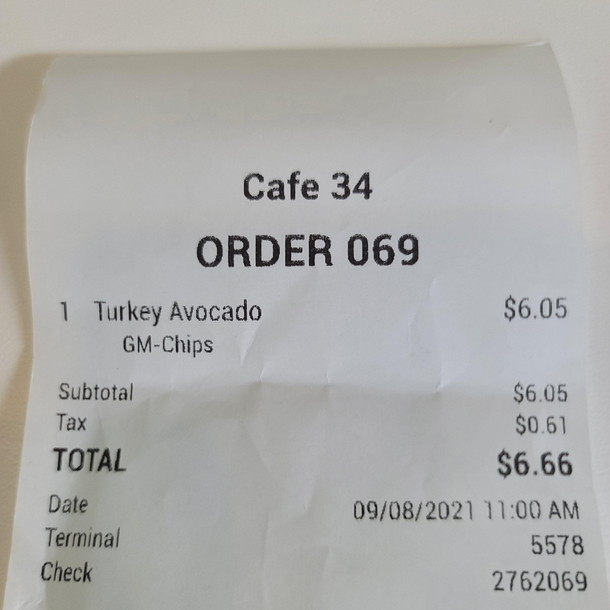 Cafe 34
ORDER 069
1 Turkey Avocado $6.05
GM-Chips
Subtotal $6.05
Tax $0.61
TOTAL $6.66
Date 09/08/2021 11:00 AM
Terminal 5578
Check 2762069